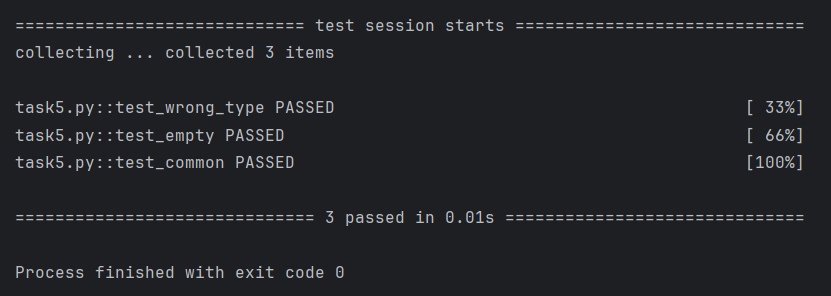 ============================= test session starts =============================
collecting ... collected 3 items
task5.py::test_wrong_type PASSED [ 33%]
task5.py::test_empty PASSED [ 66%]
task5.py::test_common PASSED [100%]
============================== 3 passed in 0.01s ==============================
Process finished with exit code 0